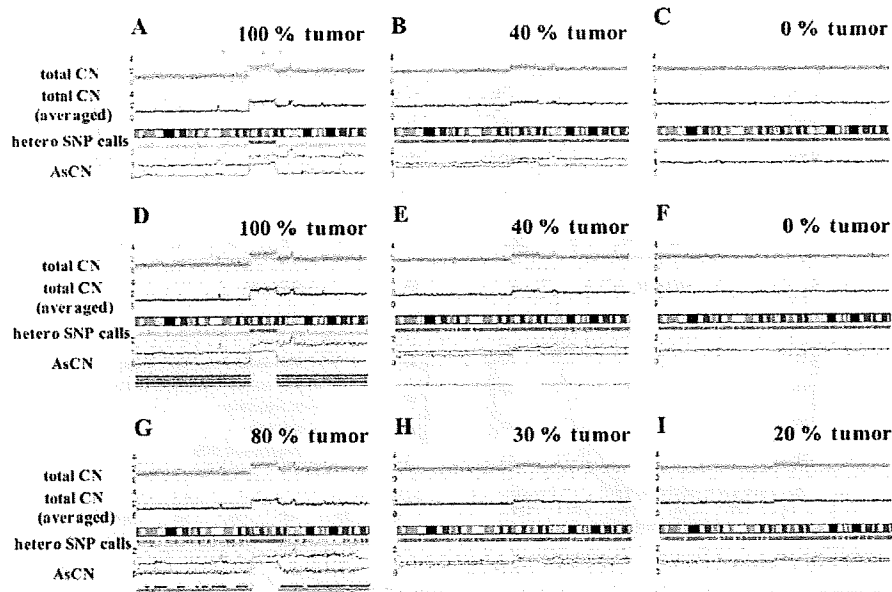 A 100 % tumor B 40 % tumor C 0 % tumor
total CN
total CN
(averaged)
hetero SNP calls
AsCN
D 100 % tumor E 40 % tumor F 0 % tumor
total CN
total CN
(averaged)
hetero SNP calls
AsCN
G 80 % tumor H 30 % tumor I 20 % tumor
total CN
total CN
(averaged)
hetero SNP calls
AsCN